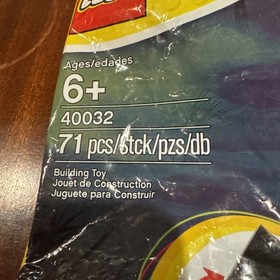 Ages/edades
6+
40032
71 pcs/stck/pzs/db
Building Toy
Jouet de Construction
Juguete para Construir